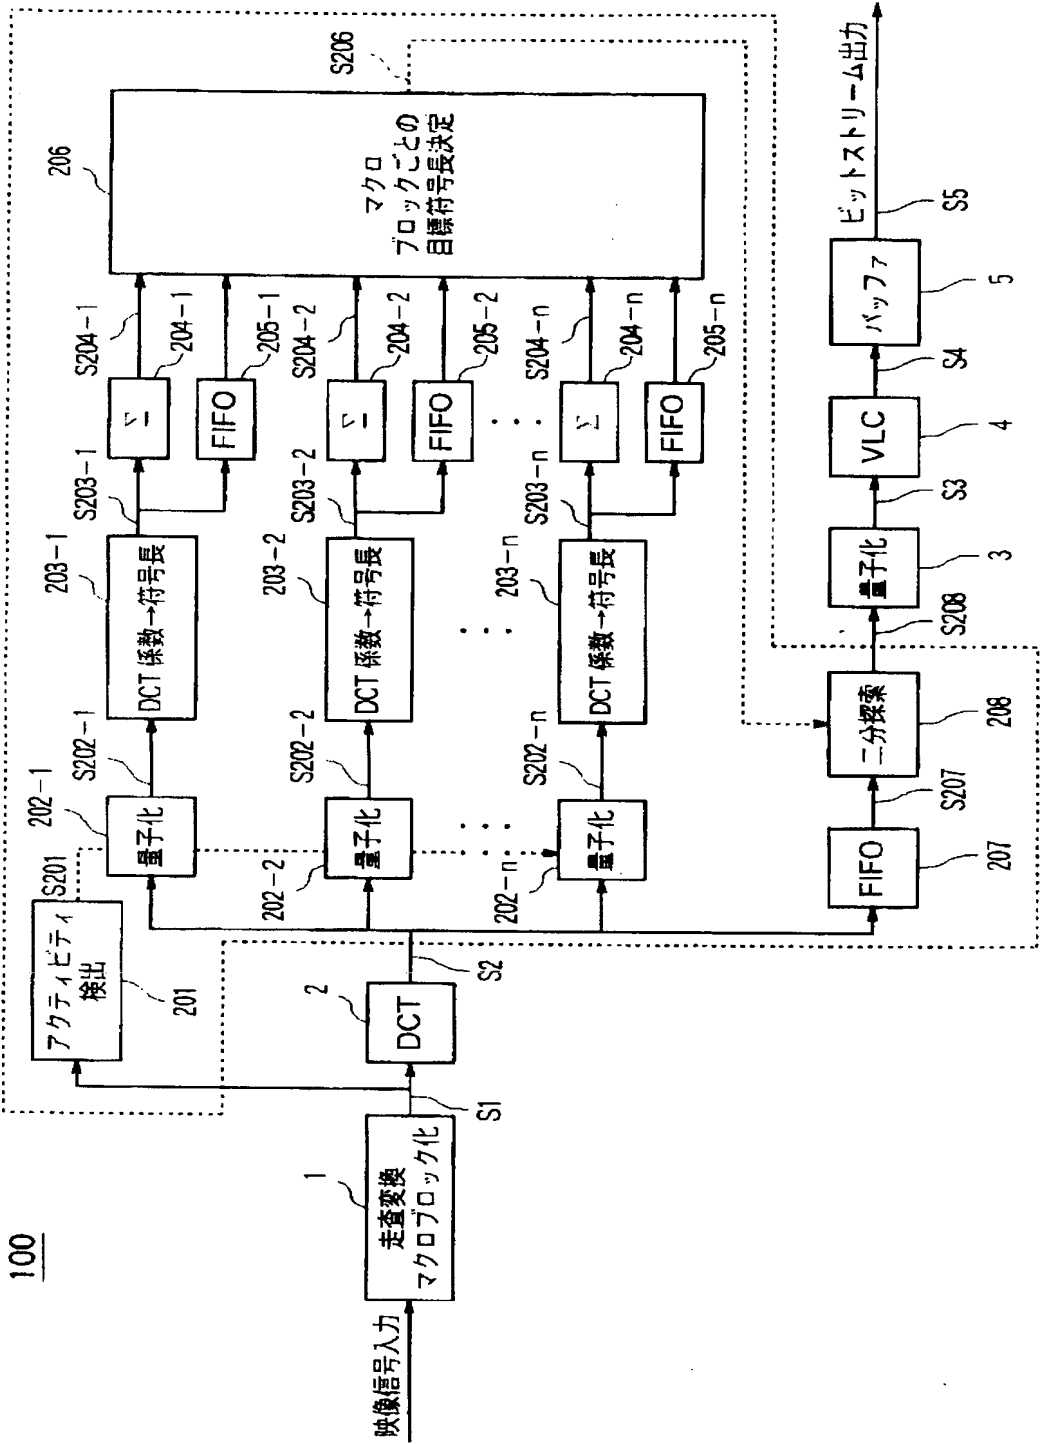 100
映像信号入力
1
走査変換
マクロブロック化
S1
2
DCT
S2
アクティビティ
検出
201
S201
202-1
量子化
S202-1
203-1
DCT 係数→符号長
S203-1
Σ
204-1
S204-1
FIFO
205-1
202-2
量子化
S202-2
203-2
DCT 係数→符号長
S203-2
Σ
204-2
S204-2
FIFO
205-2
202-n
量子化
S202-n
203-n
DCT 係数→符号長
S203-n
Σ
204-n
S204-n
FIFO
205-n
206
マクロ
ブロックごとの
目標符号長決定
S206
FIFO
207
S207
二分探索
208
S208
量子化
3
S3
VLC
4
S4
バッファ
5
S5
ビットストリーム出力